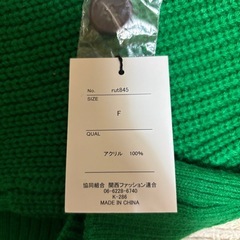 No. rut845
SIZE
F
QUAL
アクリル 100%
協同組合 関西ファッション連合
06-6228-6740
K-286
MADE IN CHINA